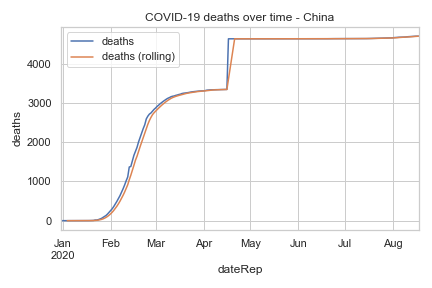 COVID-19 deaths over time - China
deaths
deaths (rolling)
deaths
4000
3000
2000
1000
0
Jan
2020
Feb
Mar
Apr
May
Jun
Jul
Aug
dateRep